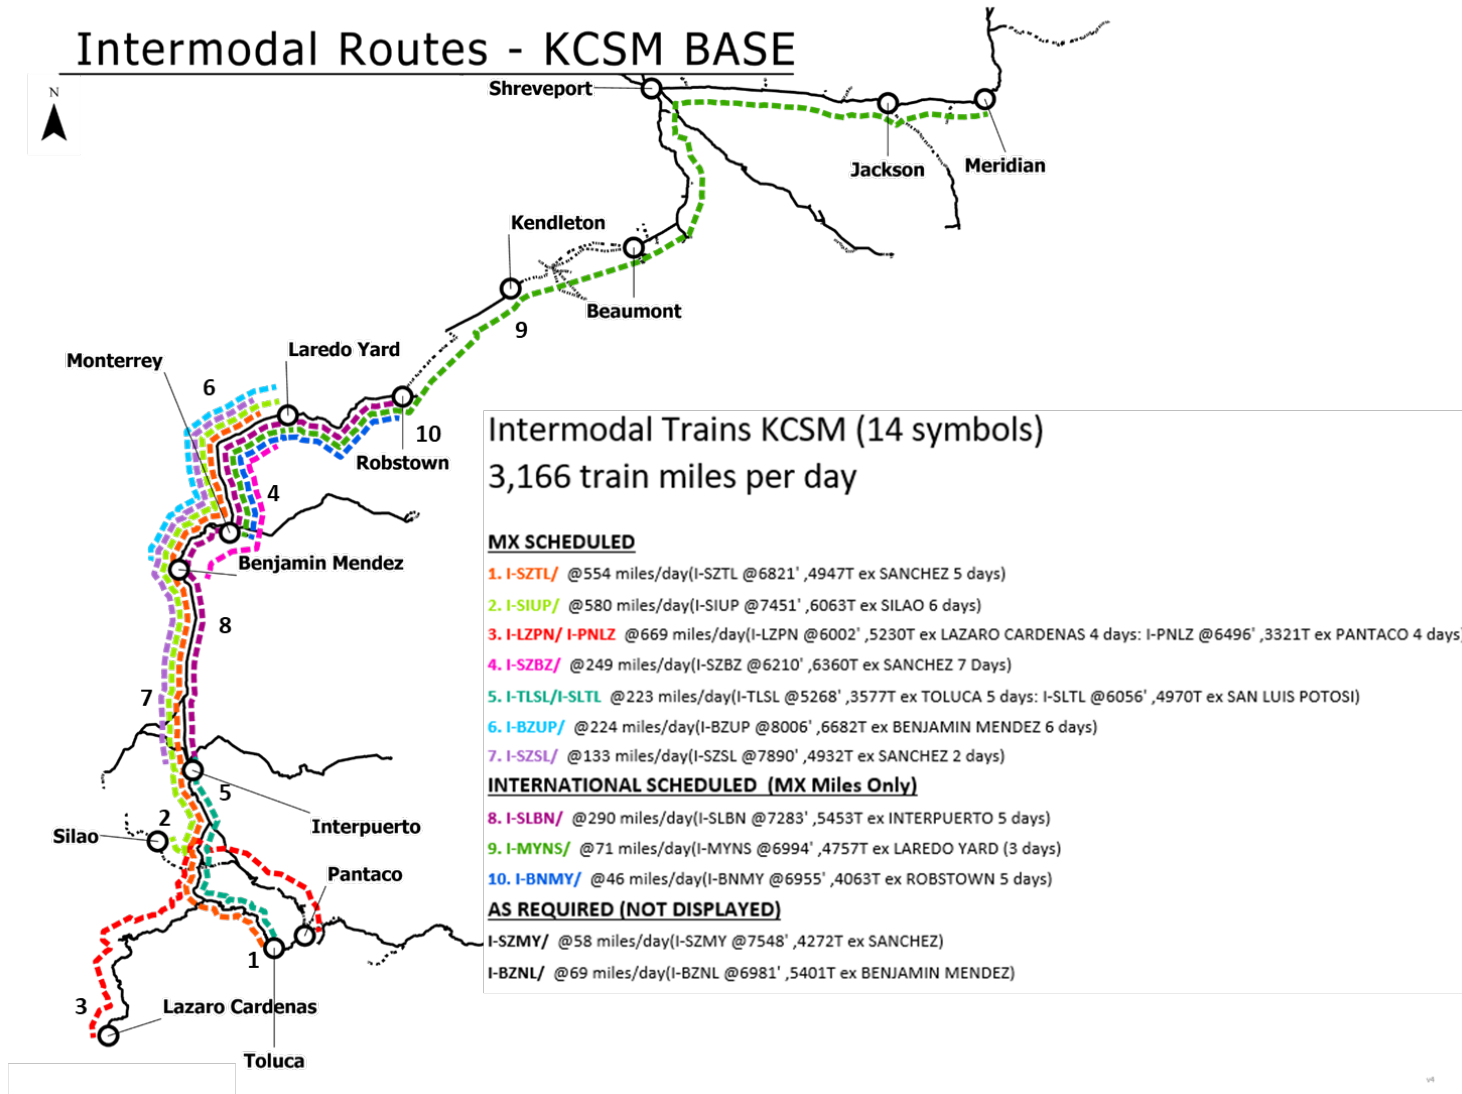 Intermodal Routes - KCSM BASE
N
Shreveport
Jackson
Meridian
Kendleton
Beaumont
9
Monterrey
Laredo Yard
6
10
Robstown
4
Benjamin Mendez
8
7
5
2
Silao
Interpuerto
Pantaco
1
3
Lazaro Cardenas
Toluca
Intermodal Trains KCSM (14 symbols)
3,166 train miles per day
MX SCHEDULED
1. I-SZTL/ @554 miles/day(I-SZTL @6821' ,4947T ex SANCHEZ 5 days)
2. I-SIUP/ @580 miles/day(I-SIUP @7451' ,6063T ex SILAO 6 days)
3. I-LZPN/ I-PNLZ @669 miles/day(I-LZPN @6002' ,5230T ex LAZARO CARDENAS 4 days: I-PNLZ @6496' ,3321T ex PANTACO 4 days)
4. I-SZBZ/ @249 miles/day(I-SZBZ @6210' ,6360T ex SANCHEZ 7 Days)
5. I-TLSL/I-SLTL @223 miles/day(I-TLSL @5268' ,3577T ex TOLUCA 5 days: I-SLTL @6056' ,4970T ex SAN LUIS POTOSI)
6. I-BZUP/ @224 miles/day(I-BZUP @8006' ,6682T ex BENJAMIN MENDEZ 6 days)
7. I-SZSL/ @133 miles/day(I-SZSL @7890' ,4932T ex SANCHEZ 2 days)
INTERNATIONAL SCHEDULED (MX Miles Only)
8. I-SLBN/ @290 miles/day(I-SLBN @7283' ,5453T ex INTERPUERTO 5 days)
9. I-MYNS/ @71 miles/day(I-MYNS @6994' ,4757T ex LAREDO YARD (3 days)
10. I-BNMY/ @46 miles/day(I-BNMY @6955' ,4063T ex ROBSTOWN 5 days)
AS REQUIRED (NOT DISPLAYED)
I-SZMY/ @58 miles/day(I-SZMY @7548' ,4272T ex SANCHEZ)
I-BZNL/ @69 miles/day(I-BZNL @6981' ,5401T ex BENJAMIN MENDEZ)